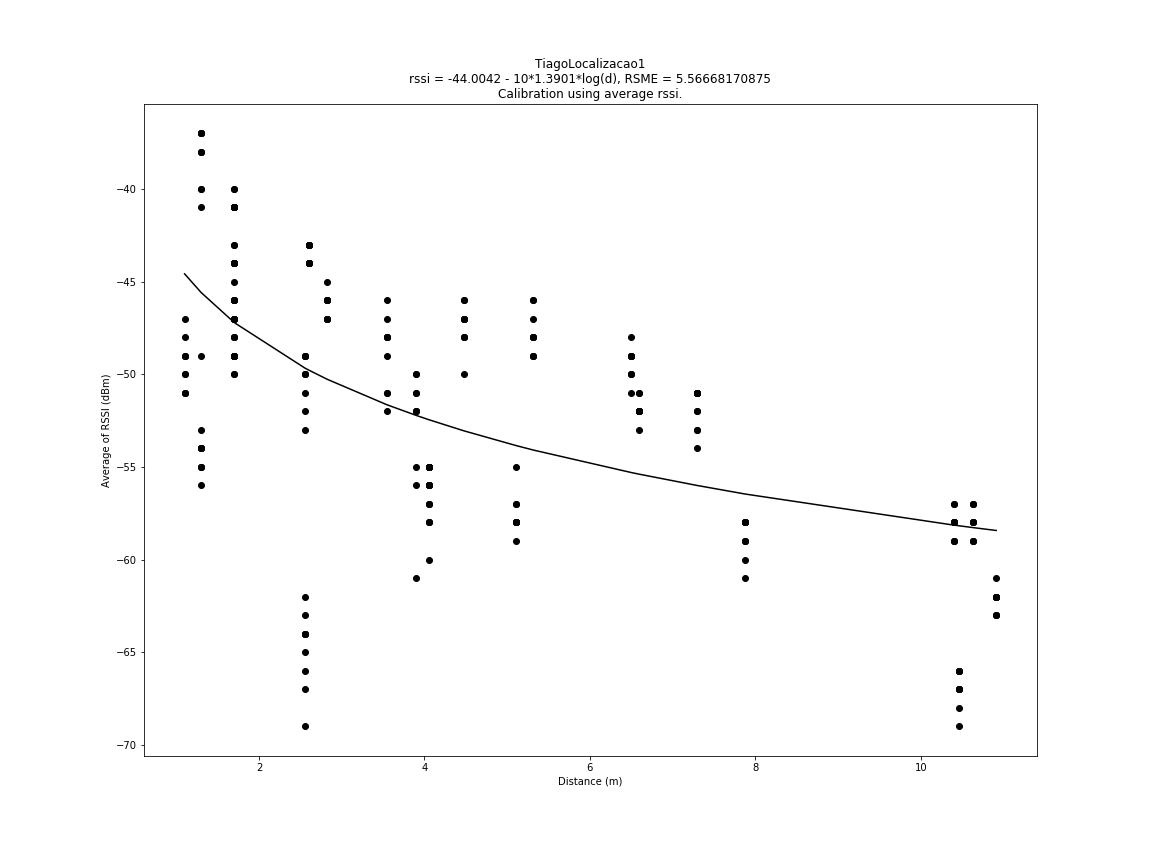 TiagoLocalizacao1
rssi = -44.0042 - 10*1.3901*log(d), RSME = 5.56668170875
Calibration using average rssi.
Average of RSSI (dBm)
−40
−45
−50
−55
−60
−65
−70
2 4 6 8 10
Distance (m)